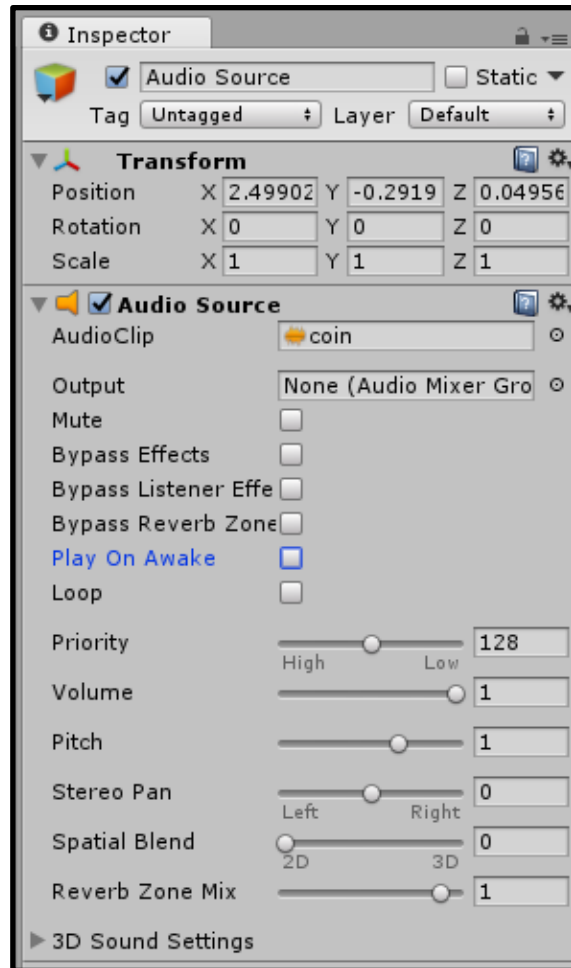 Inspector
Audio Source Static
Tag Untagged Layer Default
Transform
Position X 2.49902 Y -0.2919 Z 0.04956
Rotation X 0 Y 0 Z 0
Scale X 1 Y 1 Z 1
Audio Source
AudioClip coin
Output None (Audio Mixer Gro
Mute
Bypass Effects
Bypass Listener Effe
Bypass Reverb Zone
Play On Awake
Loop
Priority 128
High Low
Volume 1
Pitch 1
Stereo Pan 0
Left Right
Spatial Blend 0
2D 3D
Reverb Zone Mix 1
3D Sound Settings